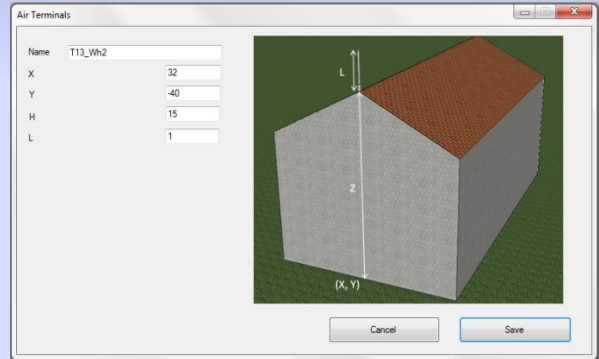 Air Terminals
Name T13_Wh2
X 32
Y -40
H 15
L 1
L
Z
(X, Y)
Cancel Save